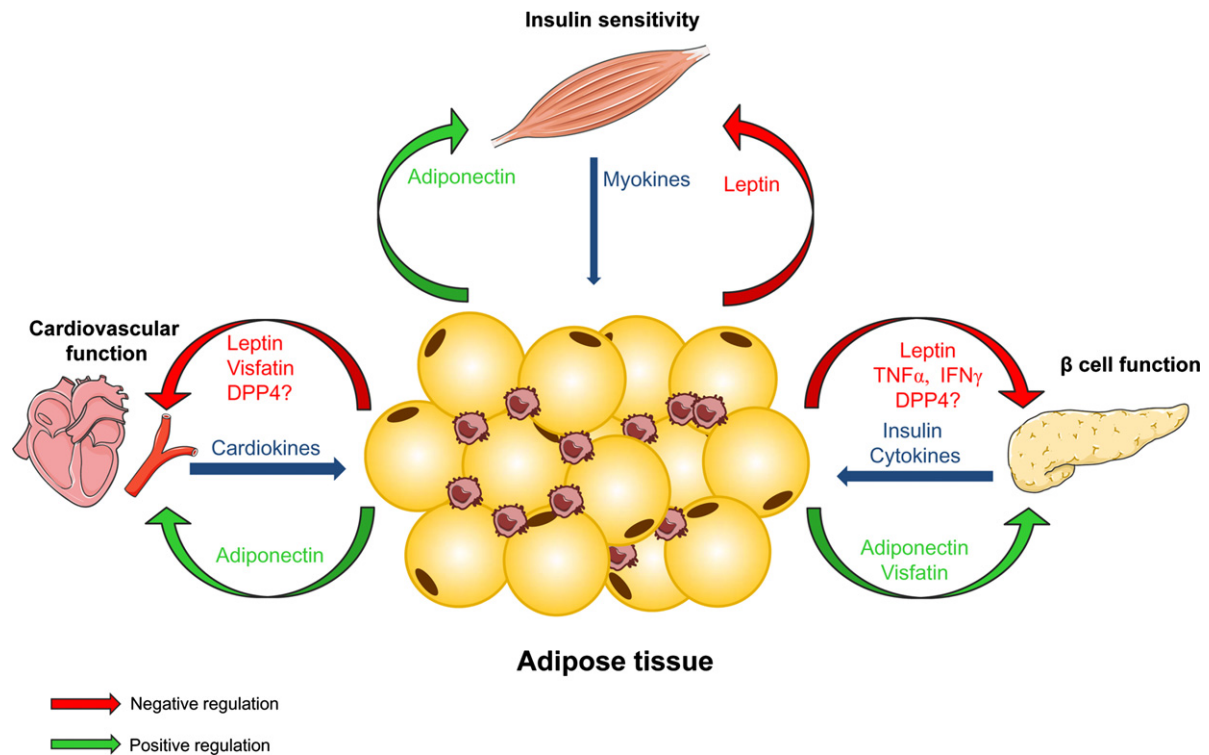 Insulin sensitivity
Adiponectin
Myokines
Leptin
Cardiovascular
function
Leptin
Visfatin
DPP4?
Cardiokines
Adiponectin
Leptin
TNFα, IFNγ
DPP4?
β cell function
Insulin
Cytokines
Adiponectin
Visfatin
Adipose tissue
Negative regulation
Positive regulation